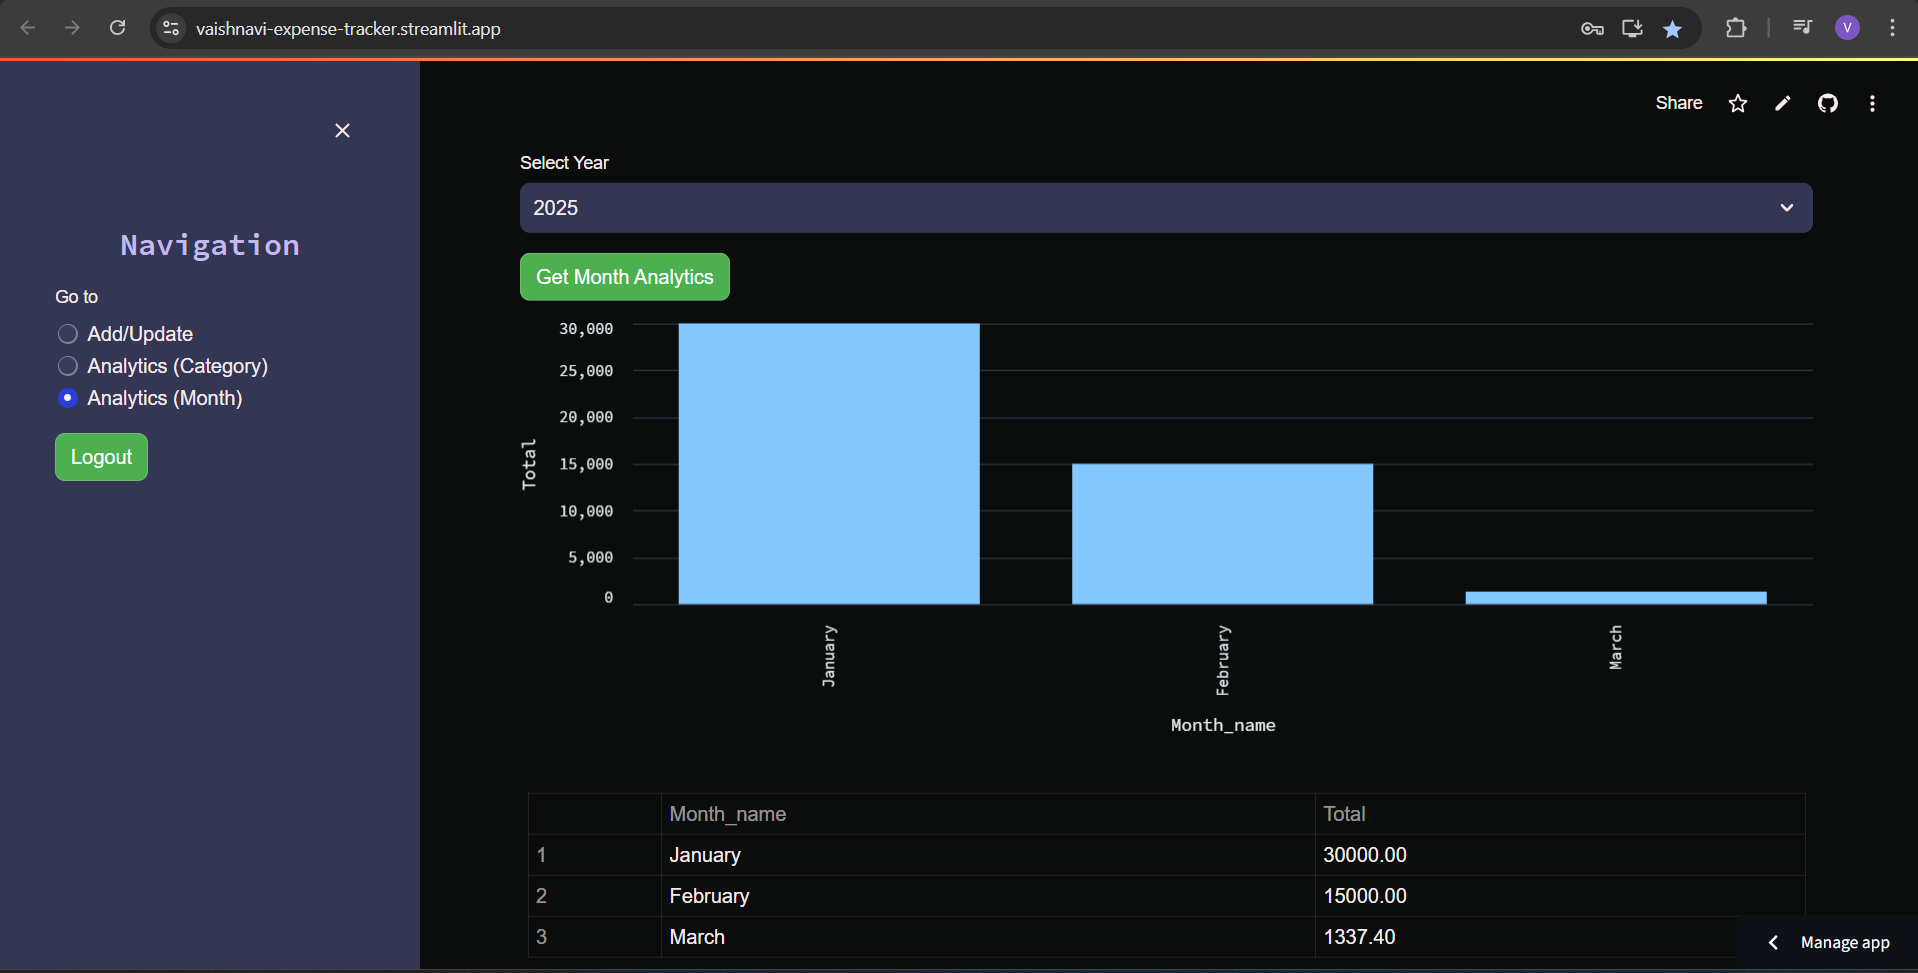 vaishnavi-expense-tracker.streamlit.app
V
Share
Navigation
Go to
Add/Update
Analytics (Category)
Analytics (Month)
Logout
Select Year
2025
Get Month Analytics
30,000
25,000
20,000
15,000
10,000
5,000
0
Total
January
February
March
Month_name
Month_name Total
1 January 30000.00
2 February 15000.00
3 March 1337.40
Manage app